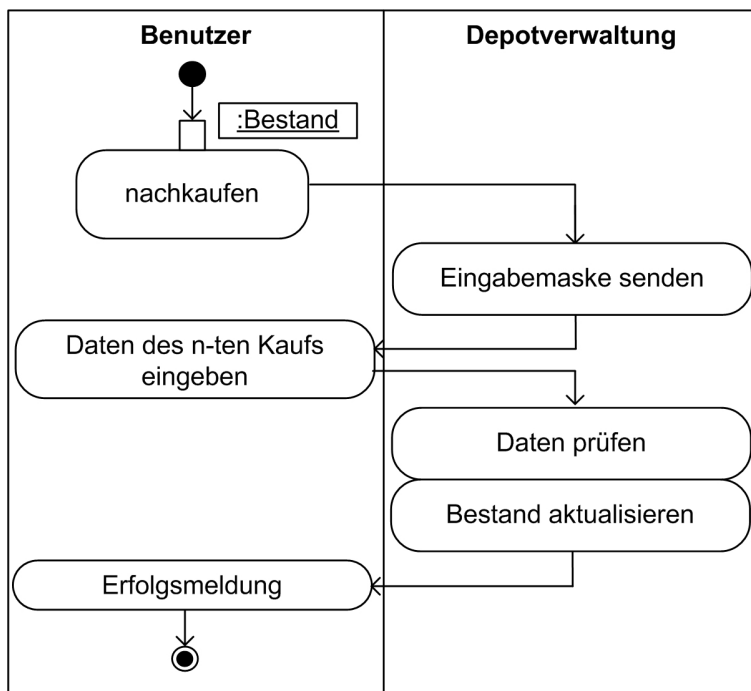 Benutzer
Depotverwaltung
:Bestand
nachkaufen
Eingabemaske senden
Daten des n-ten Kaufs
eingeben
Daten prüfen
Bestand aktualisieren
Erfolgsmeldung